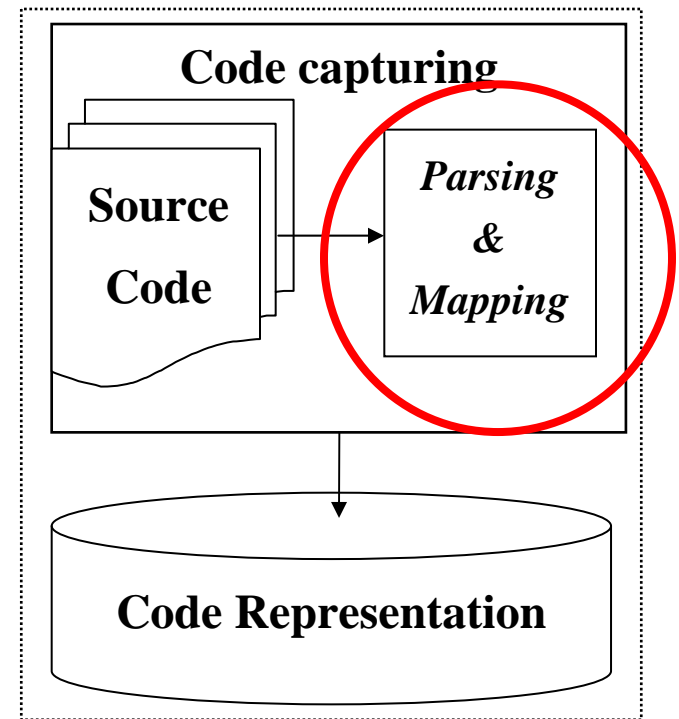 Code capturing
Source
Code
Parsing
&
Mapping
Code Representation